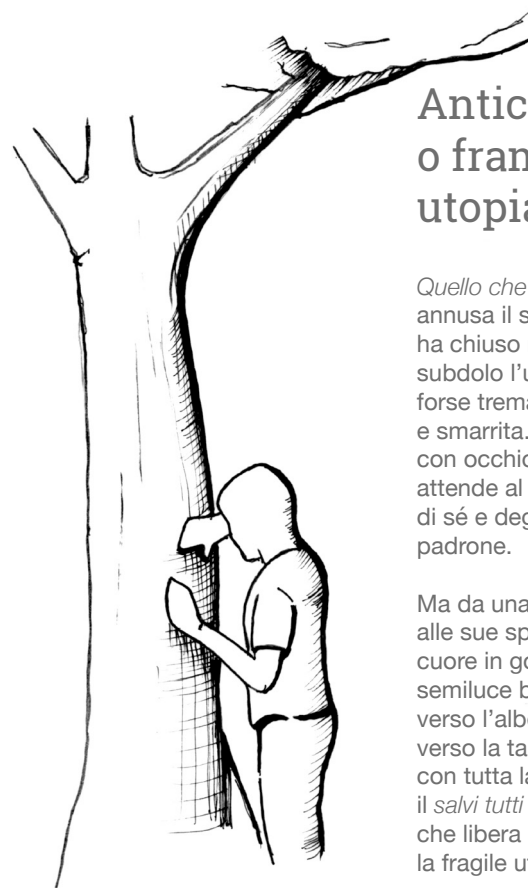 Antic
o fran
utopia
Quello che
annusa il s
ha chiuso
subdolo l’u
forse trema
e smarrita.
con occhio
attende al
di sé e deg
padrone.
Ma da una
alle sue sp
cuore in go
semiluce b
verso l’albe
verso la ta
con tutta la
il salvi tutti
che libera
la fragile u